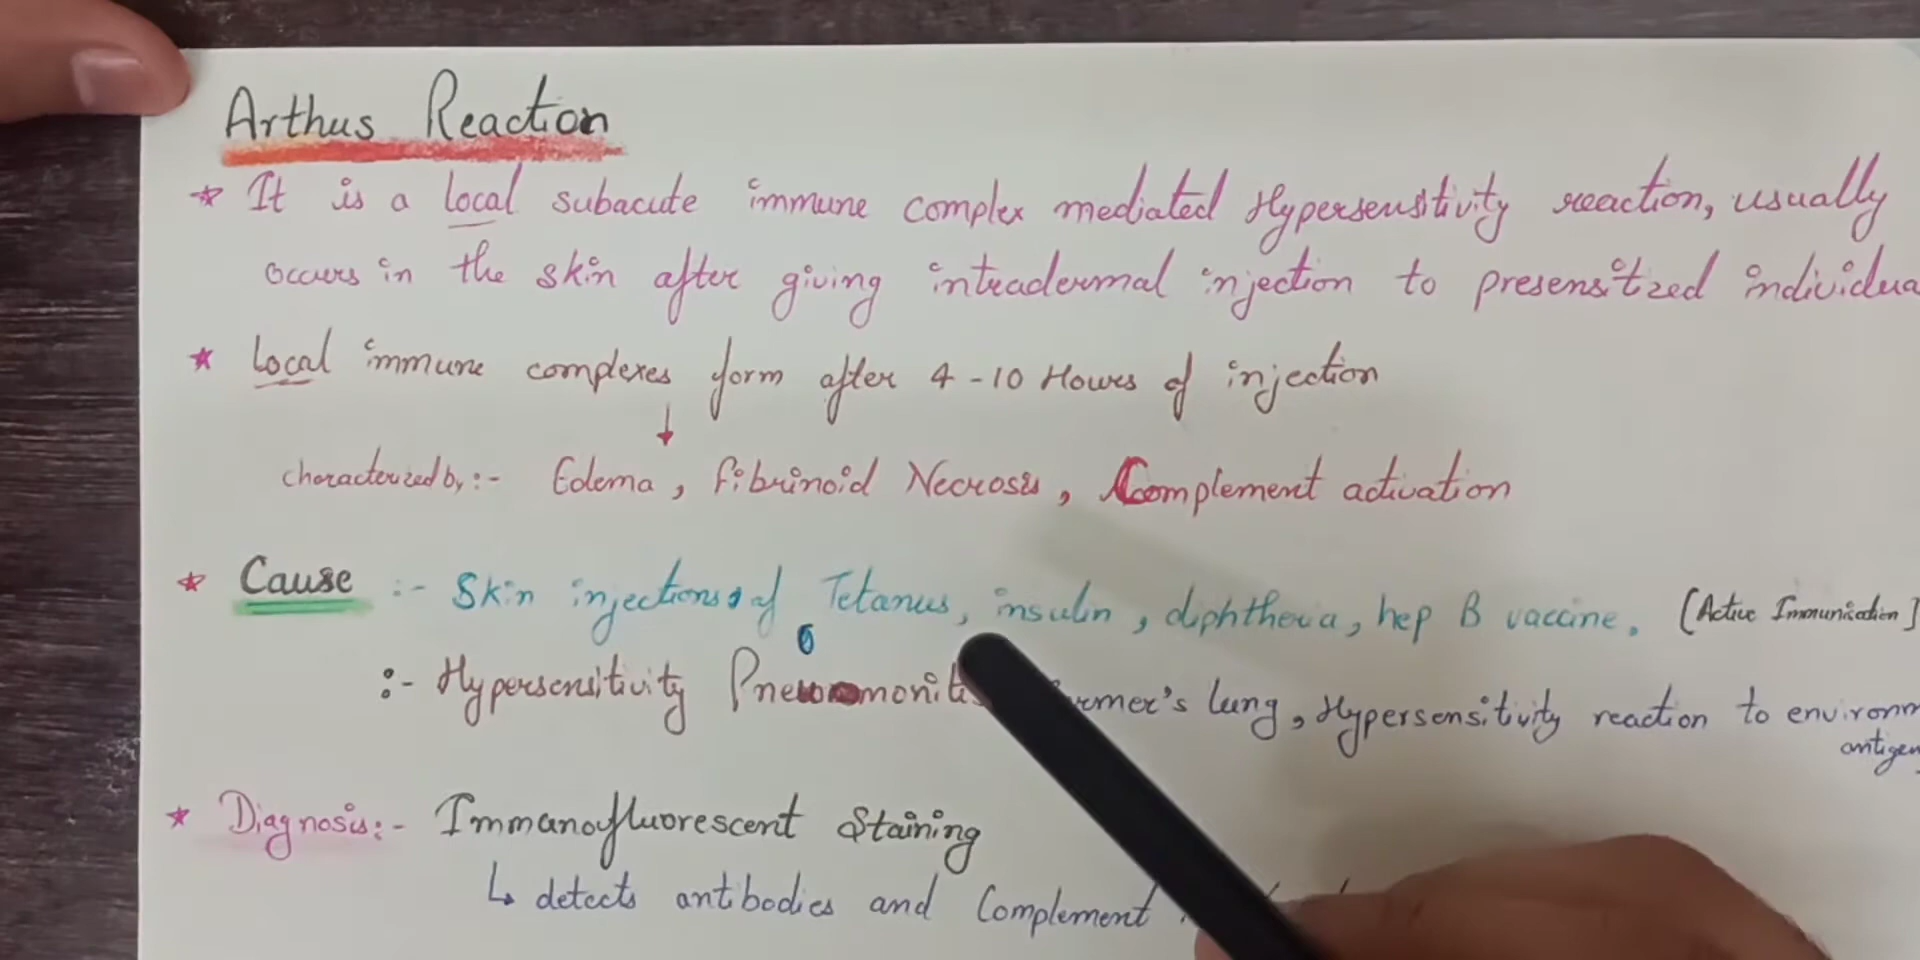 Arthus Reaction
* It is a local subacute immune complex mediated Hypersensitivity reaction, usually
occurs in the skin after giving intradermal injection to presensitized
* Local immune complexes form after 4-10 Hours of injection
↓
characterized by:- Edema, Fibrinoid Necrosis, Complement activation
* Cause :- Skin injections of Tetanus, insulin, diphtheria, hep B vaccine. (Active Immunisation]
:- Hypersensitivity lung, Hypersensitivity reaction to
* Diagnosis:- Immanofluorescent Staining
↳ detects antibodies and Complement